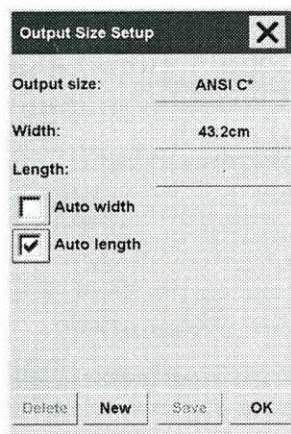 Output Size Setup
Output size: ANSI C*
Width: 43.2cm
Length: .
Auto width
Auto length
Delete New Save OK